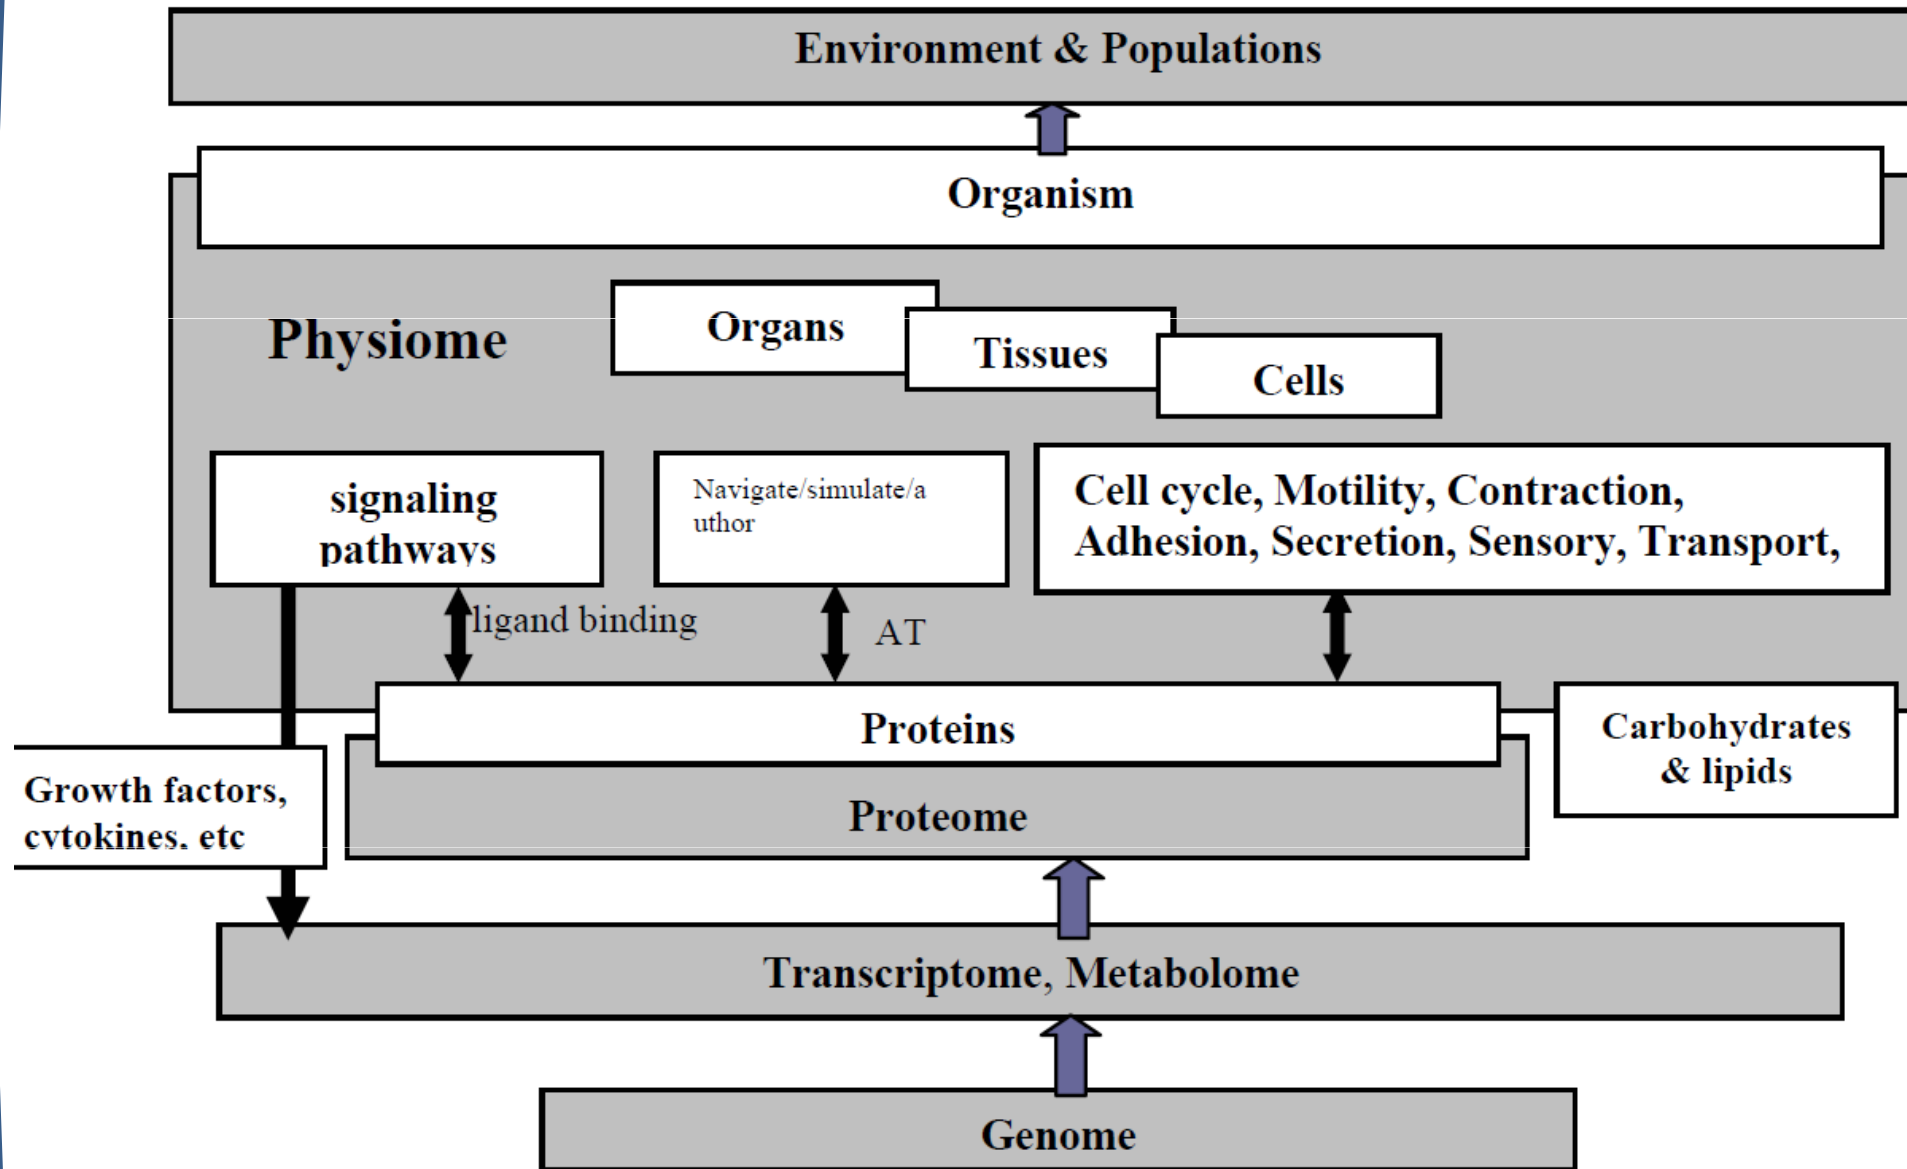 Environment & Populations
Organism
Physiome
Organs
Tissues
Cells
signaling
pathways
Navigate/simulate/a
uthor
Cell cycle, Motility, Contraction,
Adhesion, Secretion, Sensory, Transport,
ligand binding
AT
Proteins
Carbohydrates
& lipids
Growth factors,
cytokines, etc
Proteome
Transcriptome, Metabolome
Genome